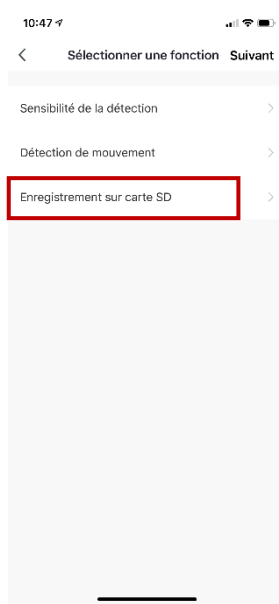 10:47
Sélectionner une fonction Suivant
Sensibilité de la détection
Détection de mouvement
Enregistrement sur carte SD